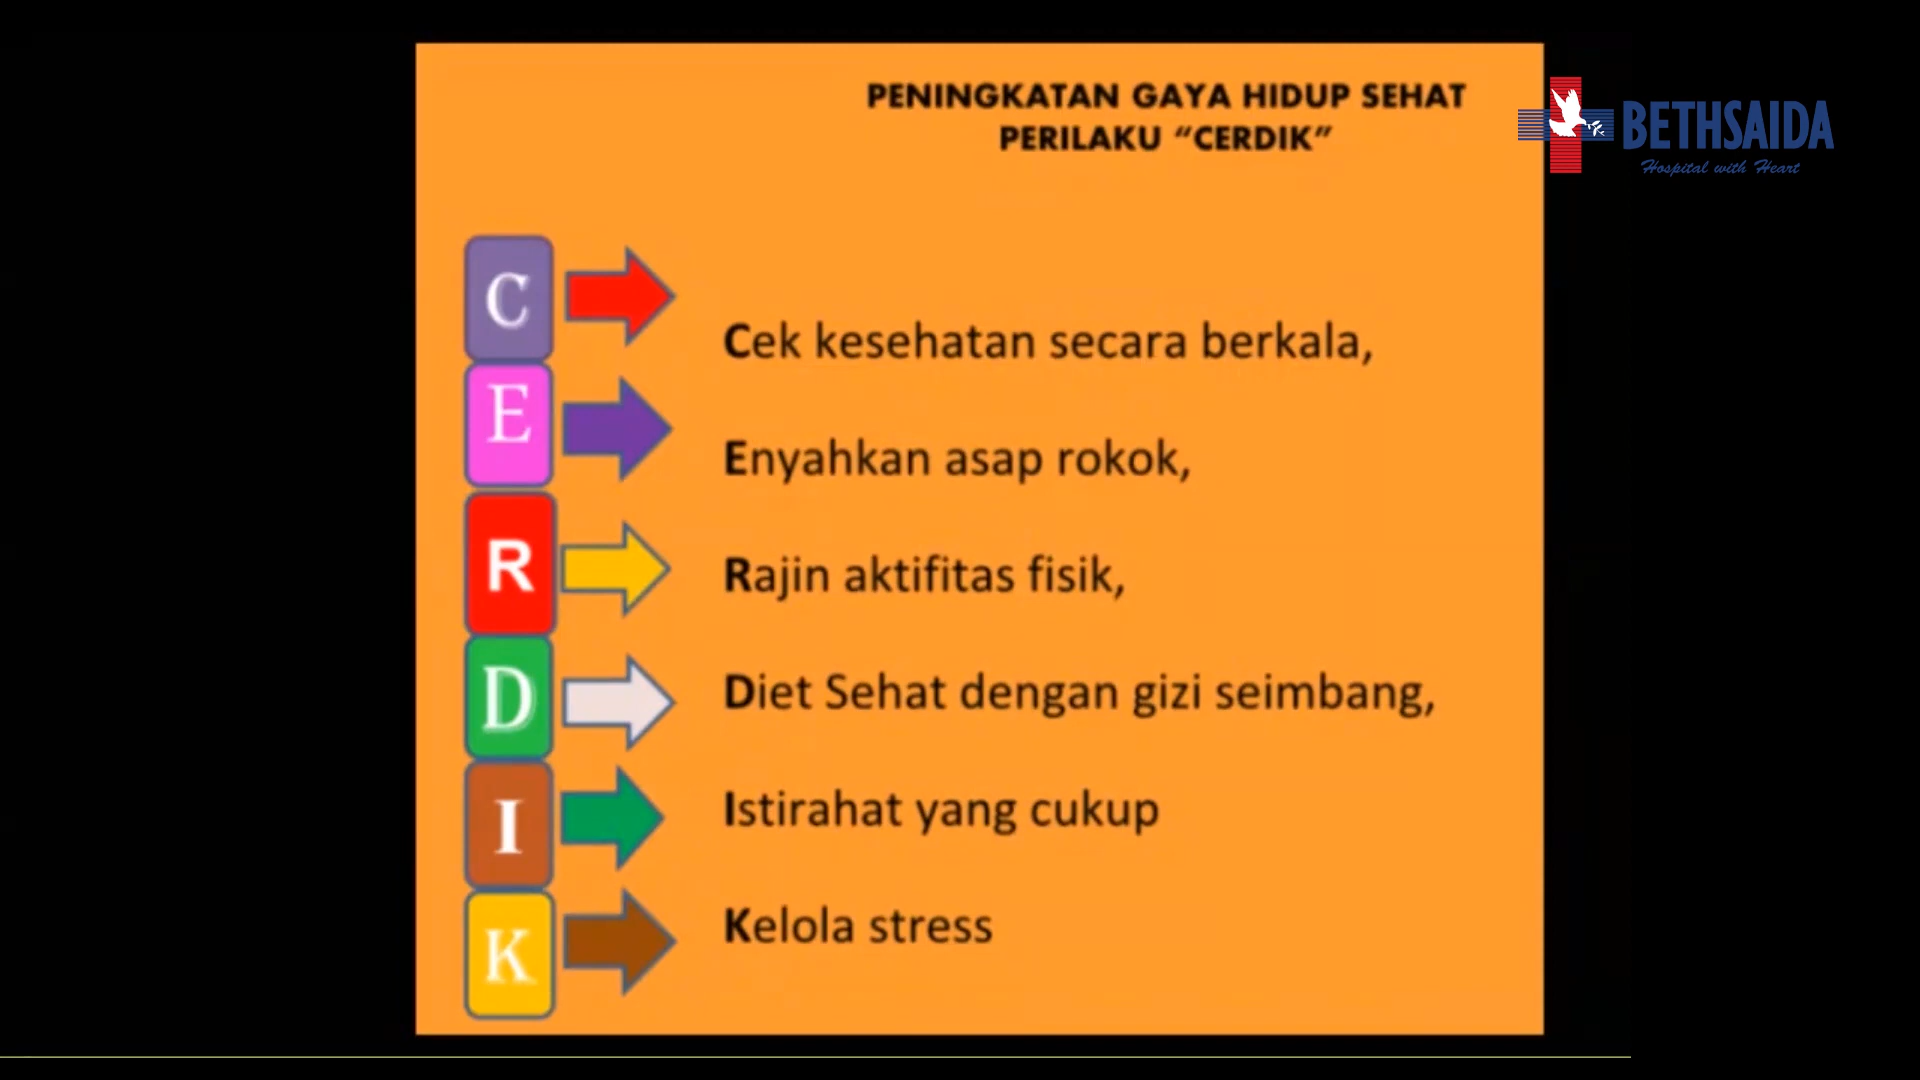 PENINGKATAN GAYA HIDUP SEHAT
PERILAKU “CERDIK”
BETHSAIDA
Hospital with Heart
C
Cek kesehatan secara berkala,
E
Enyahkan asap rokok,
R
Rajin aktifitas fisik,
D
Diet Sehat dengan gizi seimbang,
I
Istirahat yang cukup
K
Kelola stress